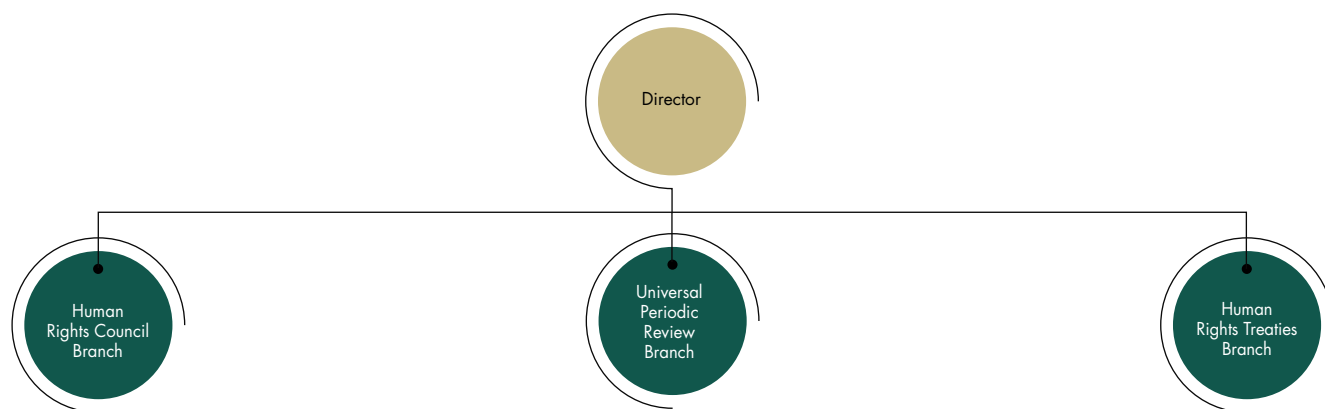 Director
Human
Rights Council
Branch
Universal
Periodic
Review
Branch
Human
Rights Treaties
Branch